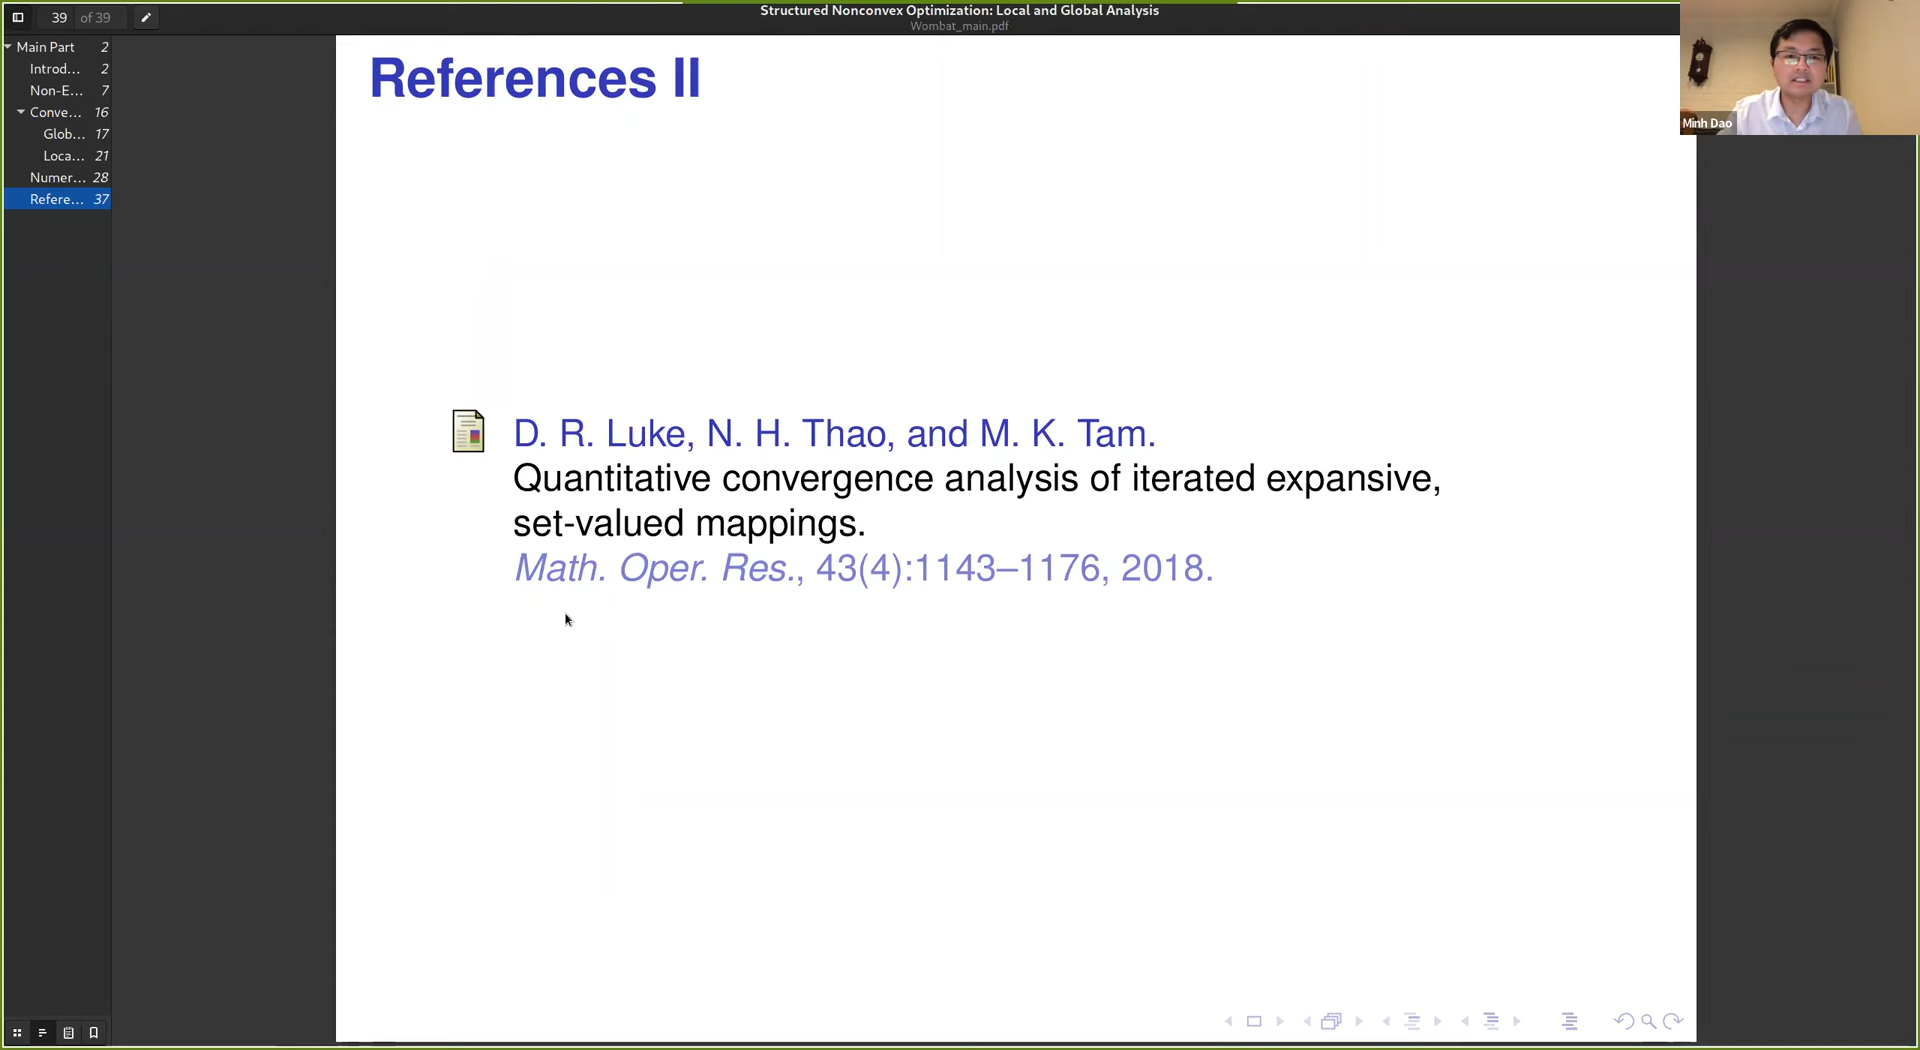 39 of 39
Structured Nonconvex Optimization: Local and Global Analysis
Wombat_main.pdf
Main Part 2
Introd... 2
Non-E... 7
Conve... 16
Glob... 17
Loca... 21
Numer... 28
Refere... 37
References II
D. R. Luke, N. H. Thao, and M. K. Tam.
Quantitative convergence analysis of iterated expansive,
set-valued mappings.
Math. Oper. Res., 43(4):1143–1176, 2018.
Minh Dao